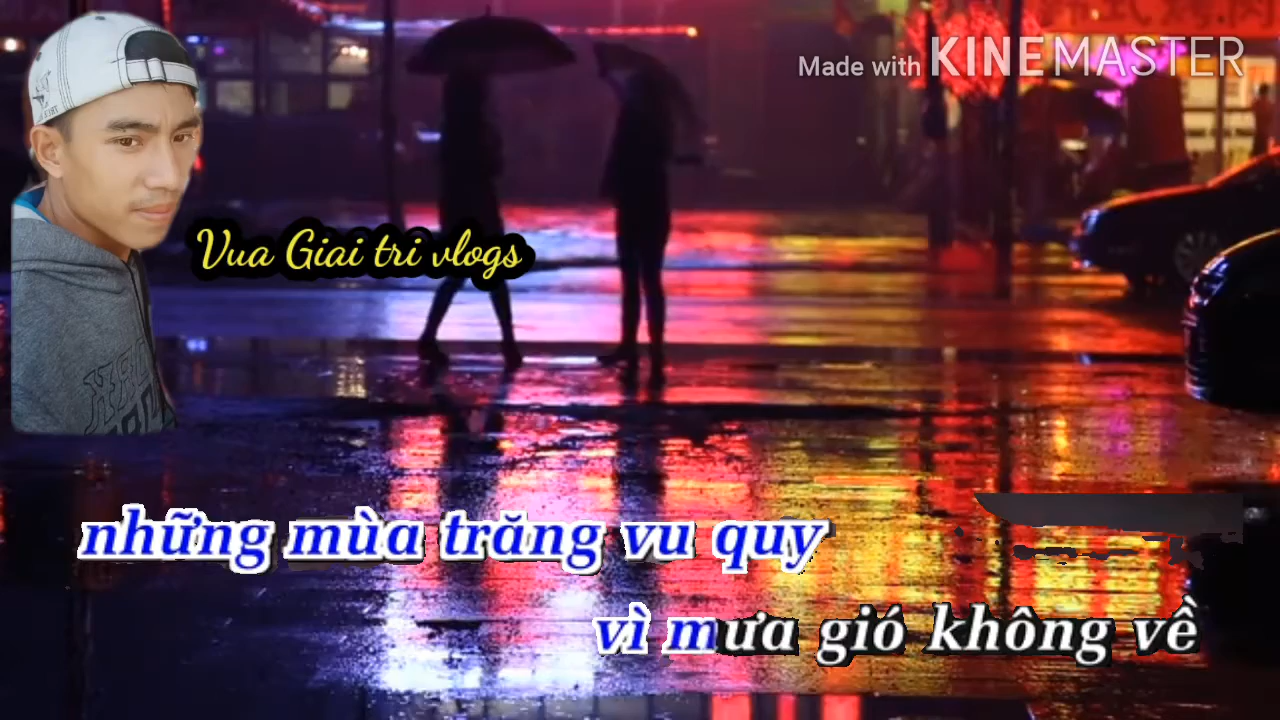 Made with KINEMASTER
Vua Giai tri vlogs
những mùa trăng vu quy
vì mưa gió không về